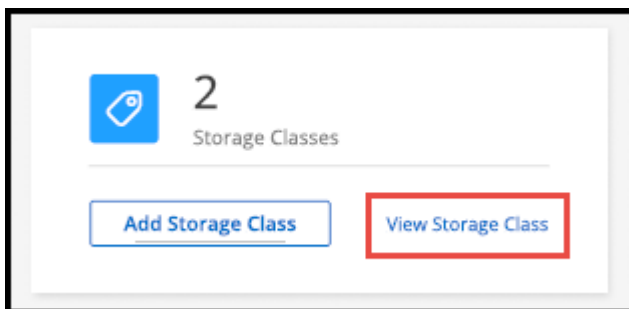 2
Storage Classes
Add Storage Class
View Storage Class